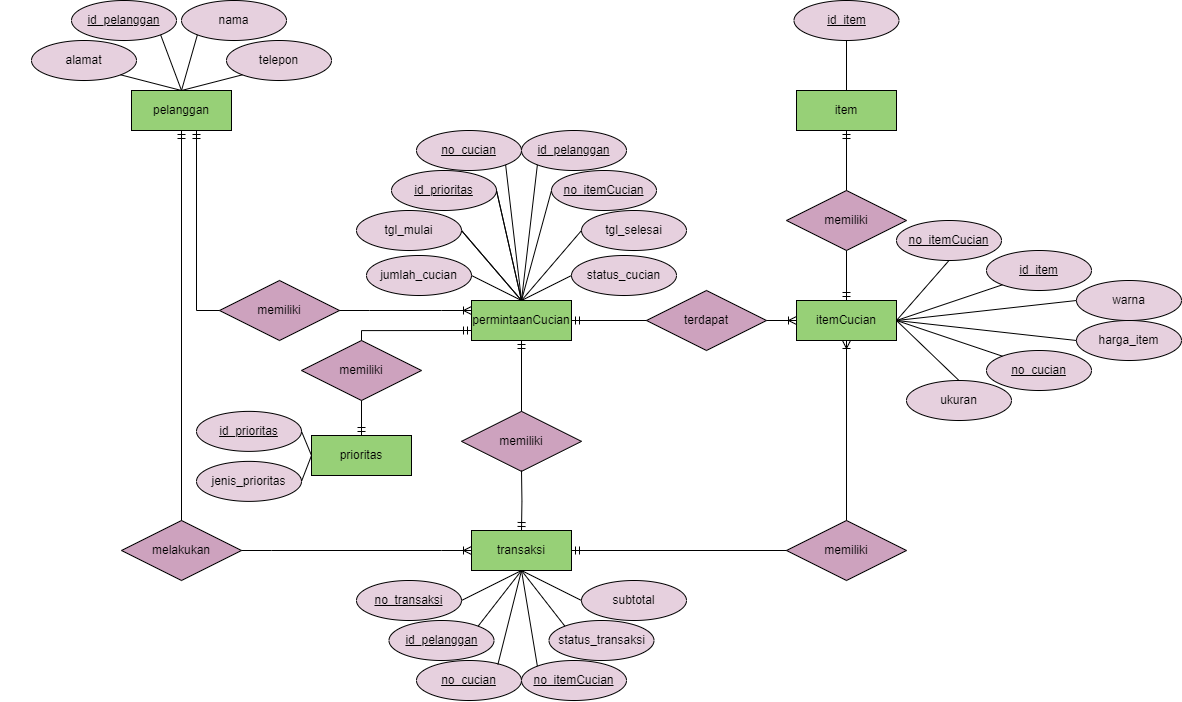 id_pelanggan
nama
id_item
alamat
telepon
pelanggan
item
no_cucian
id_pelanggan
id_prioritas
no_itemCucian
memiliki
tgl_mulai
tgl_selesai
no_itemCucian
jumlah_cucian
status_cucian
id_item
warna
memiliki
permintaanCucian
terdapat
itemCucian
harga_item
memiliki
no_cucian
ukuran
id_prioritas
prioritas
memiliki
jenis_prioritas
melakukan
transaksi
memiliki
no_transaksi
subtotal
id_pelanggan
status_transaksi
no_cucian
no_itemCucian